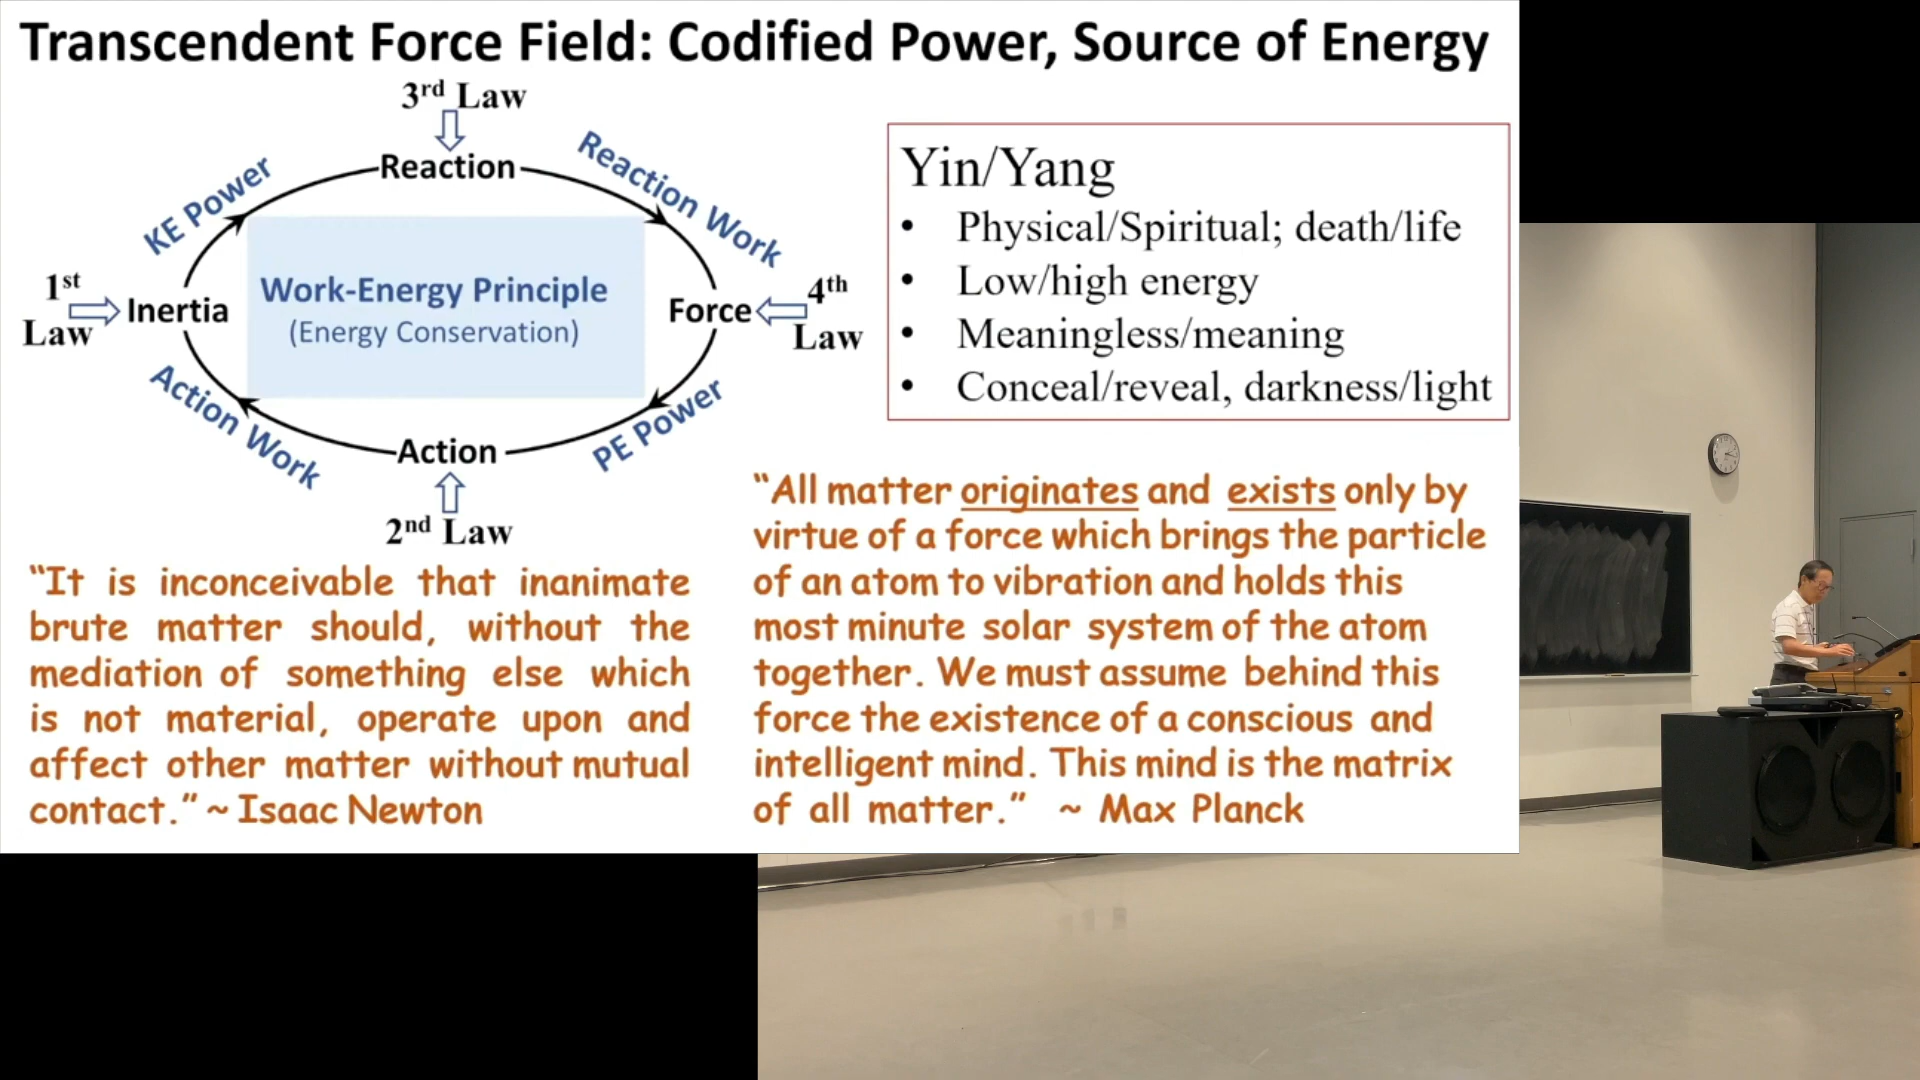 Transcendent Force Field: Codified Power, Source of Energy
3rd Law
Reaction
KE Power
Reaction Work
1st
Law
Inertia
Work-Energy Principle
(Energy Conservation)
Force
4th
Law
Action Work
PE Power
Action
2nd Law
Yin/Yang
• Physical/Spiritual; death/life
• Low/high energy
• Meaningless/meaning
• Conceal/reveal, darkness/light
“It is inconceivable that inanimate
brute matter should, without the
mediation of something else which
is not material, operate upon and
affect other matter without mutual
contact.” ~ Isaac Newton
“All matter originates and exists only by
virtue of a force which brings the particle
of an atom to vibration and holds this
most minute solar system of the atom
together. We must assume behind this
force the existence of a conscious and
intelligent mind. This mind is the matrix
of all matter.” ~ Max Planck